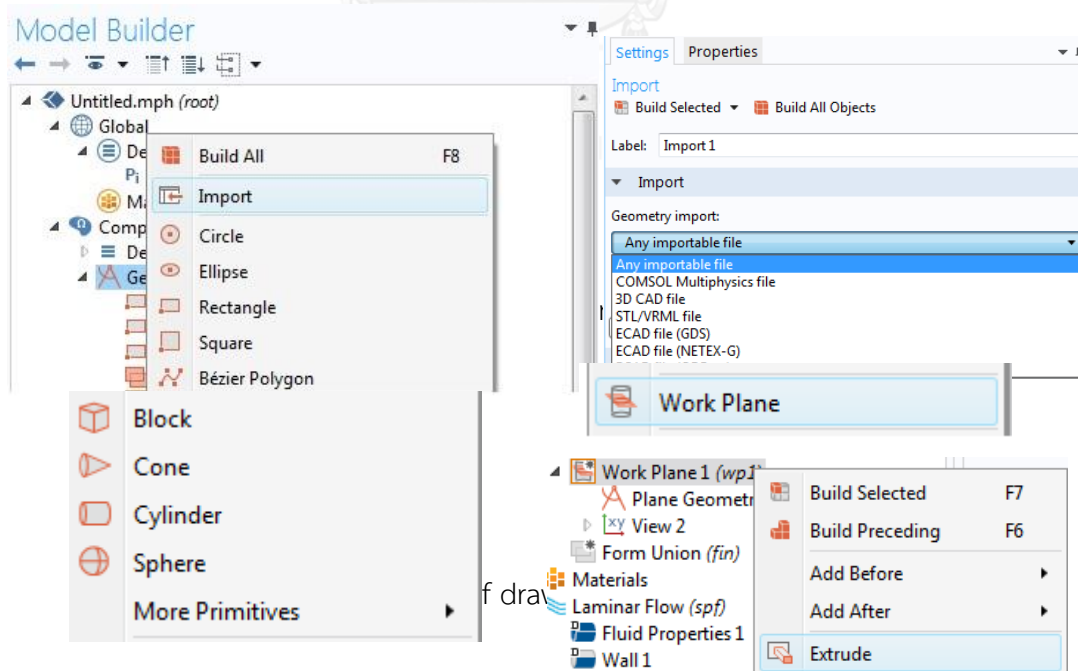 Model Builder
Untitled.mph (root)
Global
De
Pi
Ma
Comp
De
Ge
Build All F8
Import
Circle
Ellipse
Rectangle
Square
Bézier Polygon
Settings Properties
Import
Build Selected Build All Objects
Label: Import 1
Import
Geometry import:
Any importable file
Any importable file
COMSOL Multiphysics file
3D CAD file
STL/VRML file
ECAD file (GDS)
ECAD file (NETEX-G)
Block
Cone
Cylinder
Sphere
More Primitives
f draw
Work Plane
Work Plane 1 (wp1)
Plane Geometr
xy View 2
Form Union (fin)
Materials
Laminar Flow (spf)
D Fluid Properties 1
D Wall 1
Build Selected F7
Build Preceding F6
Add Before
Add After
Extrude